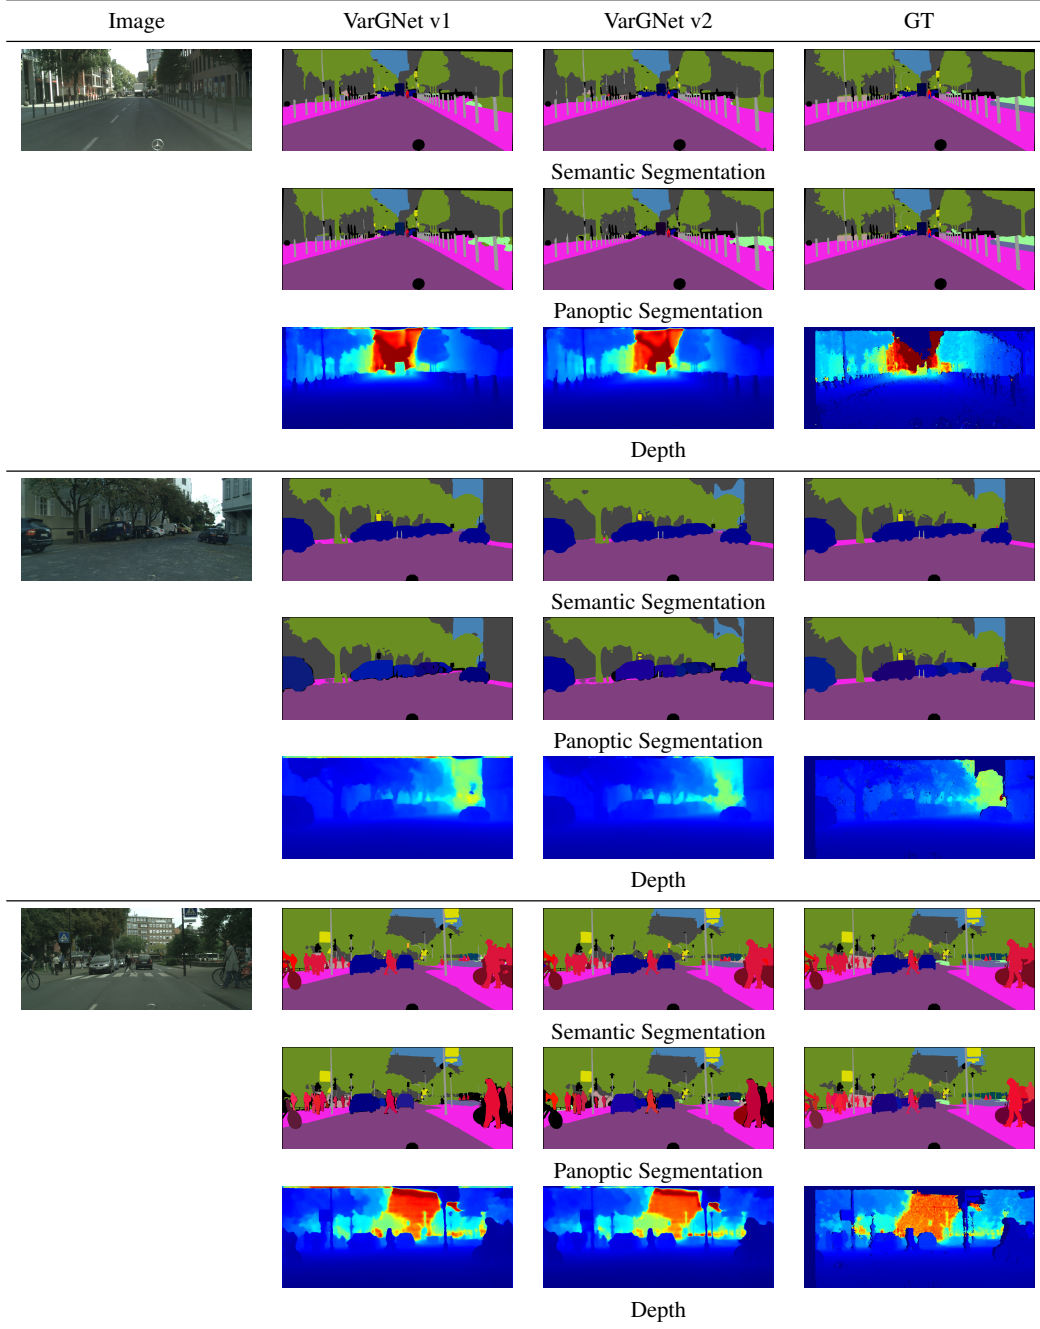 Image VarGNet v1 VarGNet v2 GT
Semantic Segmentation
Panoptic Segmentation
Depth
Semantic Segmentation
Panoptic Segmentation
Depth
Semantic Segmentation
Panoptic Segmentation
Depth